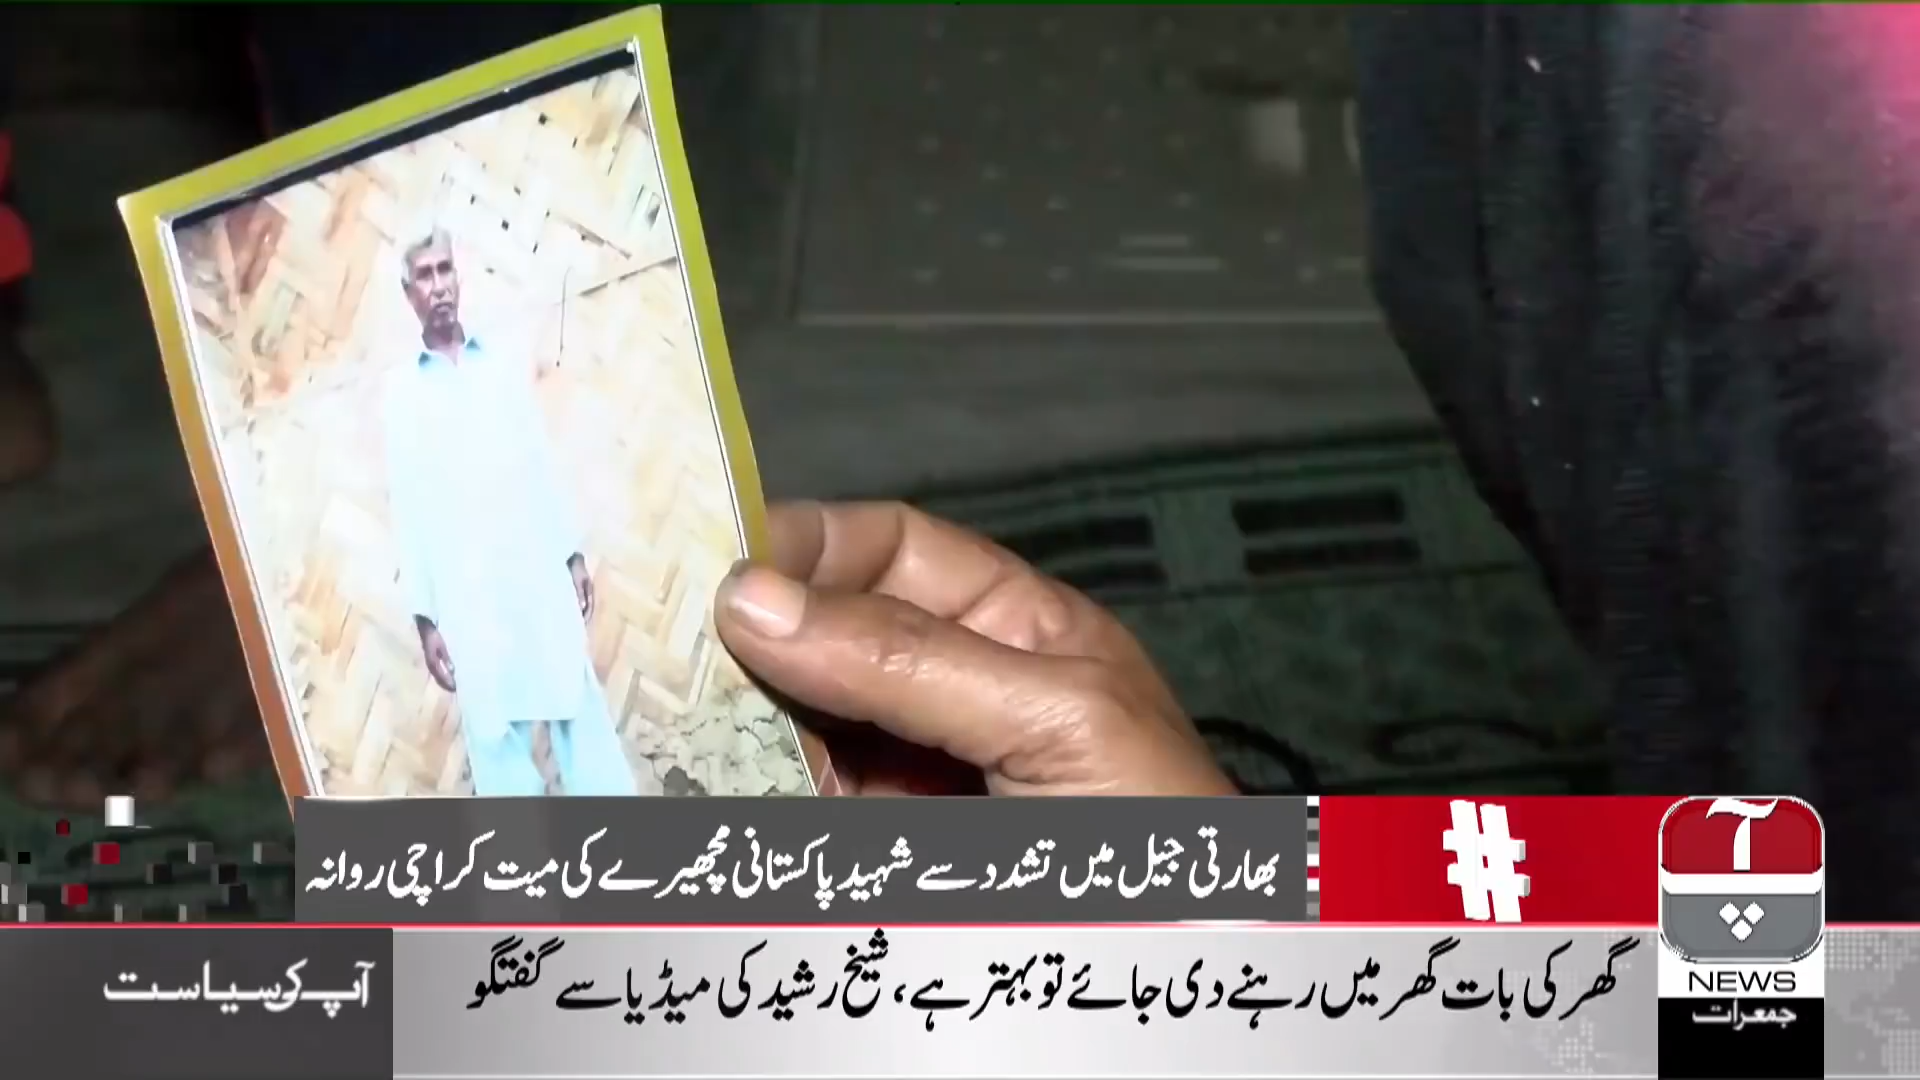 بھارتی جیل میں تشدد سے شہید پاکستانی مچھیرے کی میت کراچی روانہ
#
آپ
NEWS
جمعرات
گھر کی بات گھر میں رہنے دی جائے تو بہتر ہے، شیخ رشید کی میڈیا سے گفتگو
آپ کی سیاست